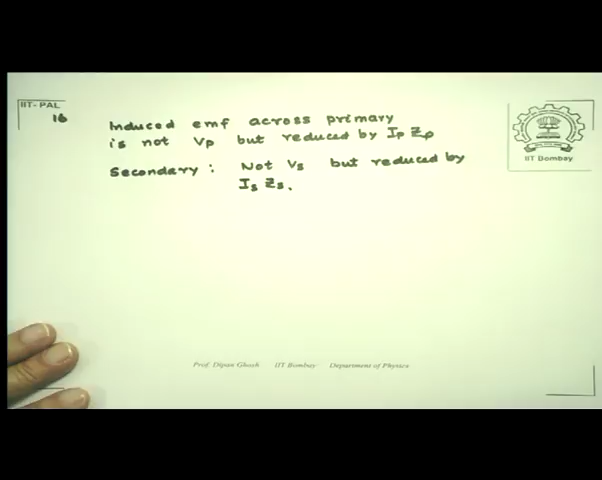 IIT-PAL
16
Induced emf across primary
is not Vp but reduced by Ip Zp
Secondary : Not Vs but reduced by
Is Zs.
IIT Bombay
Prof. Dipan Ghosh IIT Bombay Department of Physics